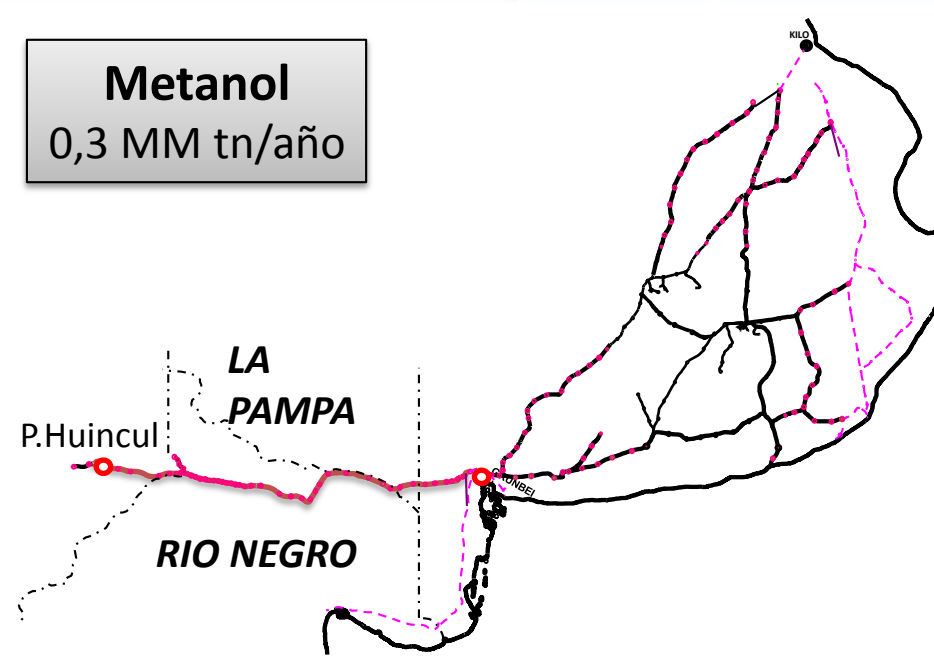 Metanol
0,3 MM tn/año
KILO
LA
PAMPA
P.Huincul
RIO NEGRO